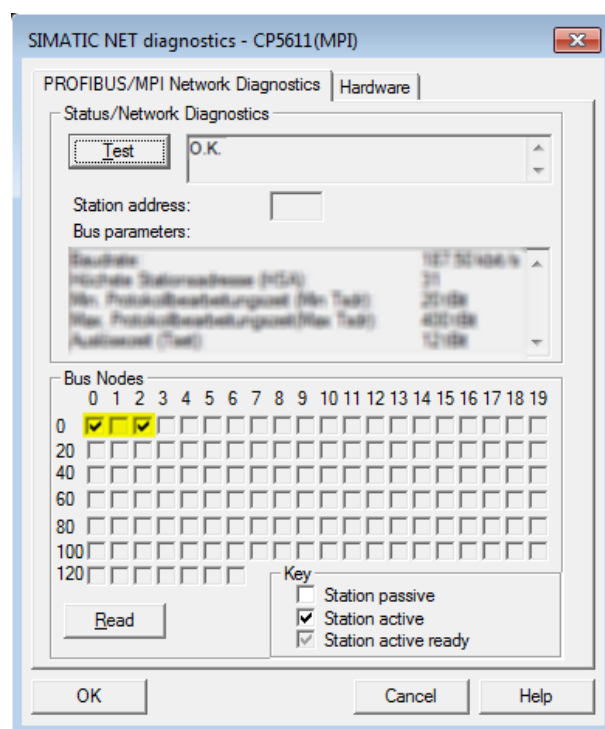 SIMATIC NET diagnostics - CP5611(MPI)
PROFIBUS/MPI Network Diagnostics Hardware
Status/Network Diagnostics
Test O.K.
Station address:
Bus parameters:
Bus Nodes
0 1 2 3 4 5 6 7 8 9 10 11 12 13 14 15 16 17 18 19
0
20
40
60
80
100
120
Key
Station passive
Read Station active
Station active ready
OK Cancel Help